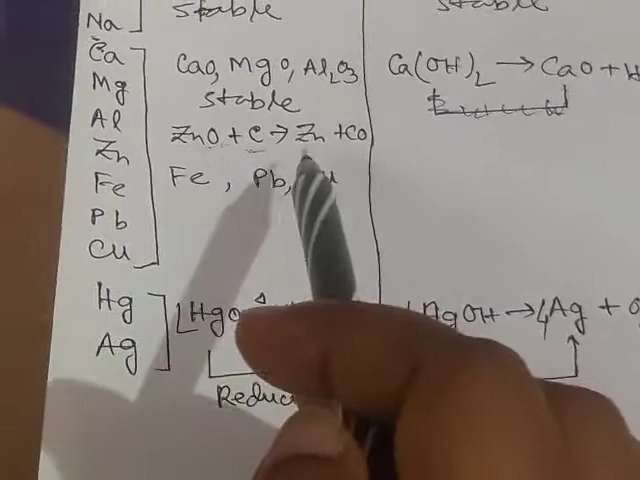 Na stable stable
Ca CaO, MgO, Al2O3 Ca(OH)2 → CaO + H
Mg stable
Al ZnO + C → Zn + CO
Zn
Fe Fe, Pb,
Pb
Cu
Hg HgO Δ AgOH → 4Ag + O
Ag
Reduc